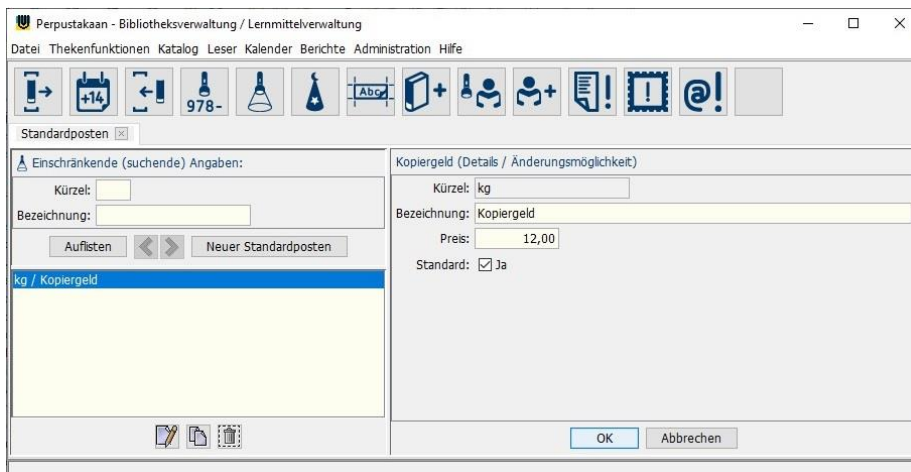 Perpustakaan - Bibliotheksverwaltung / Lernmittelverwaltung
Datei Thekenfunktionen Katalog Leser Kalender Berichte Administration Hilfe
+14
978-
Abc
+
+
!
!
@!
Standardposten
Einschränkende (suchende) Angaben:
Kürzel:
Bezeichnung:
Auflisten
Neuer Standardposten
kg / Kopiergeld
Kopiergeld (Details / Änderungsmöglichkeit)
Kürzel: kg
Bezeichnung: Kopiergeld
Preis: 12,00
Standard: Ja
OK Abbrechen